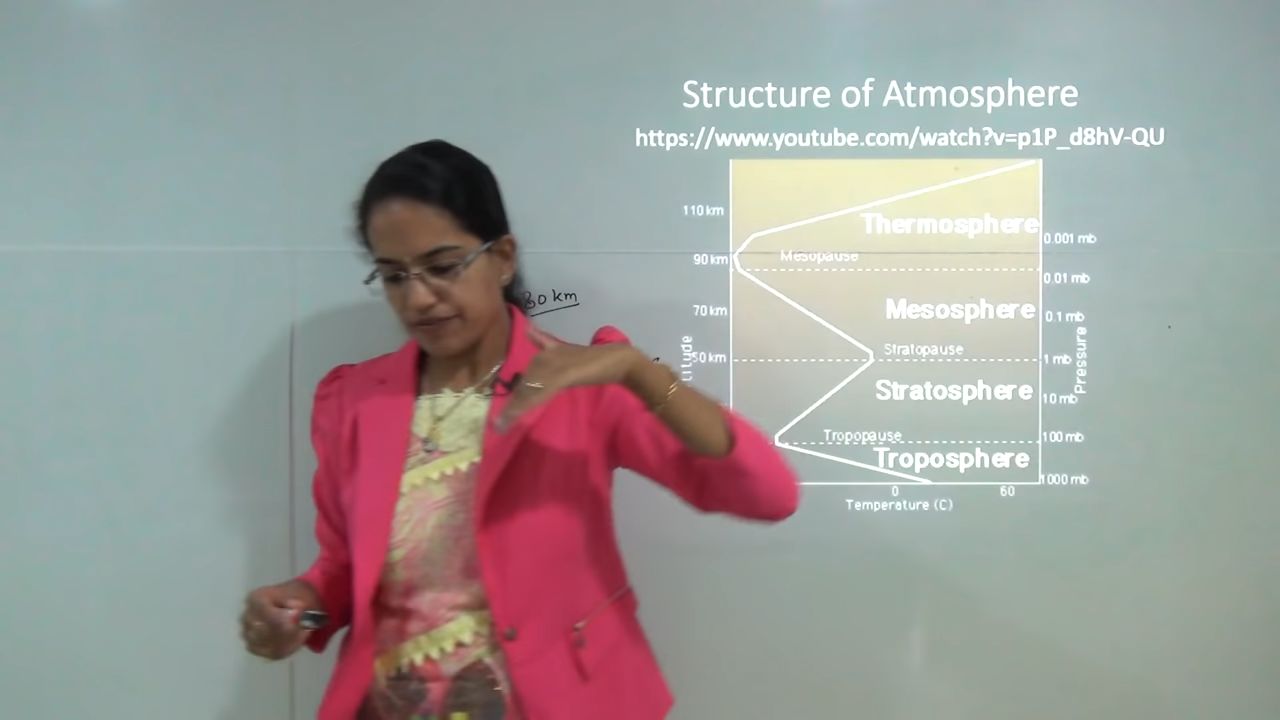 Structure of Atmosphere
https://www.youtube.com/watch?v=p1P_d8hV-QU
110 km
Thermosphere
0.001 mb
Mesopause
90 km
0.01 mb
80 km
70 km
Mesosphere
0.1 mb
Stratopause
50 km
1 mb
Pressure
Stratosphere
10 mb
Tropopause
100 mb
Troposphere
1000 mb
0
60
Temperature (C)